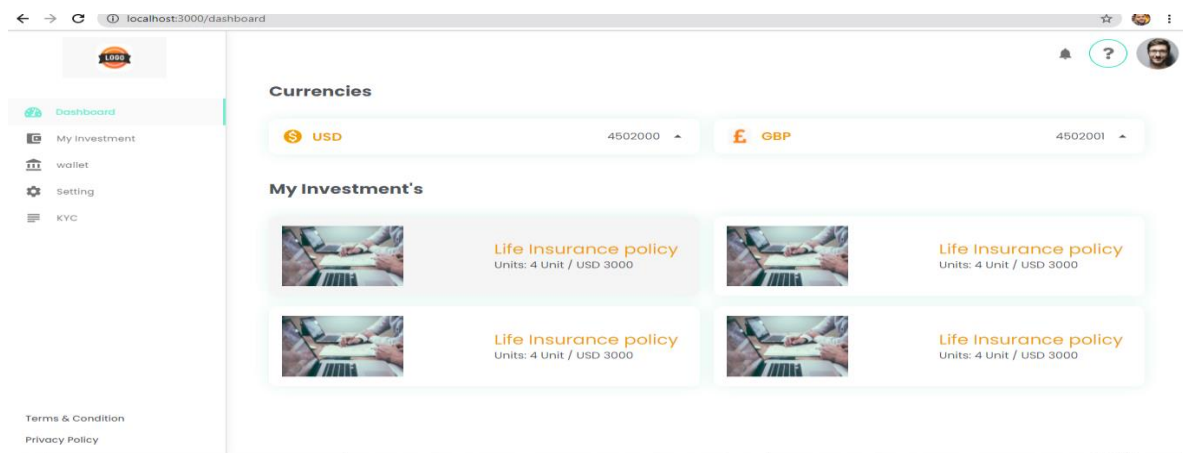 localhost:3000/dashboard
LOGO
?
Currencies
Dashboard
$ USD 4502000
£ GBP 4502001
My Investment
wallet
Setting
KYC
My Investment's
Life Insurance policy
Units: 4 Unit / USD 3000
Life Insurance policy
Units: 4 Unit / USD 3000
Life Insurance policy
Units: 4 Unit / USD 3000
Life Insurance policy
Units: 4 Unit / USD 3000
Terms & Condition
Privacy Policy